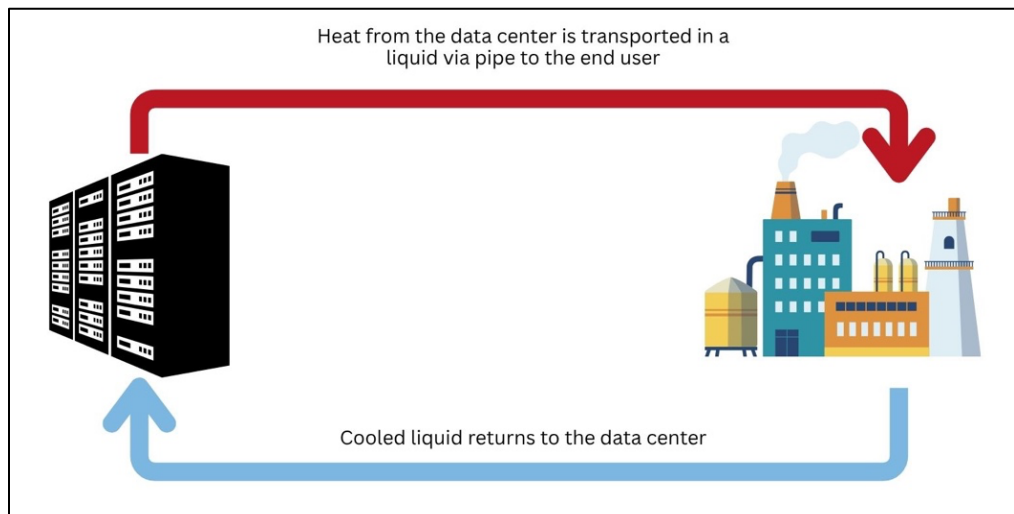 Heat from the data center is transported in a
liquid via pipe to the end user
Cooled liquid returns to the data center